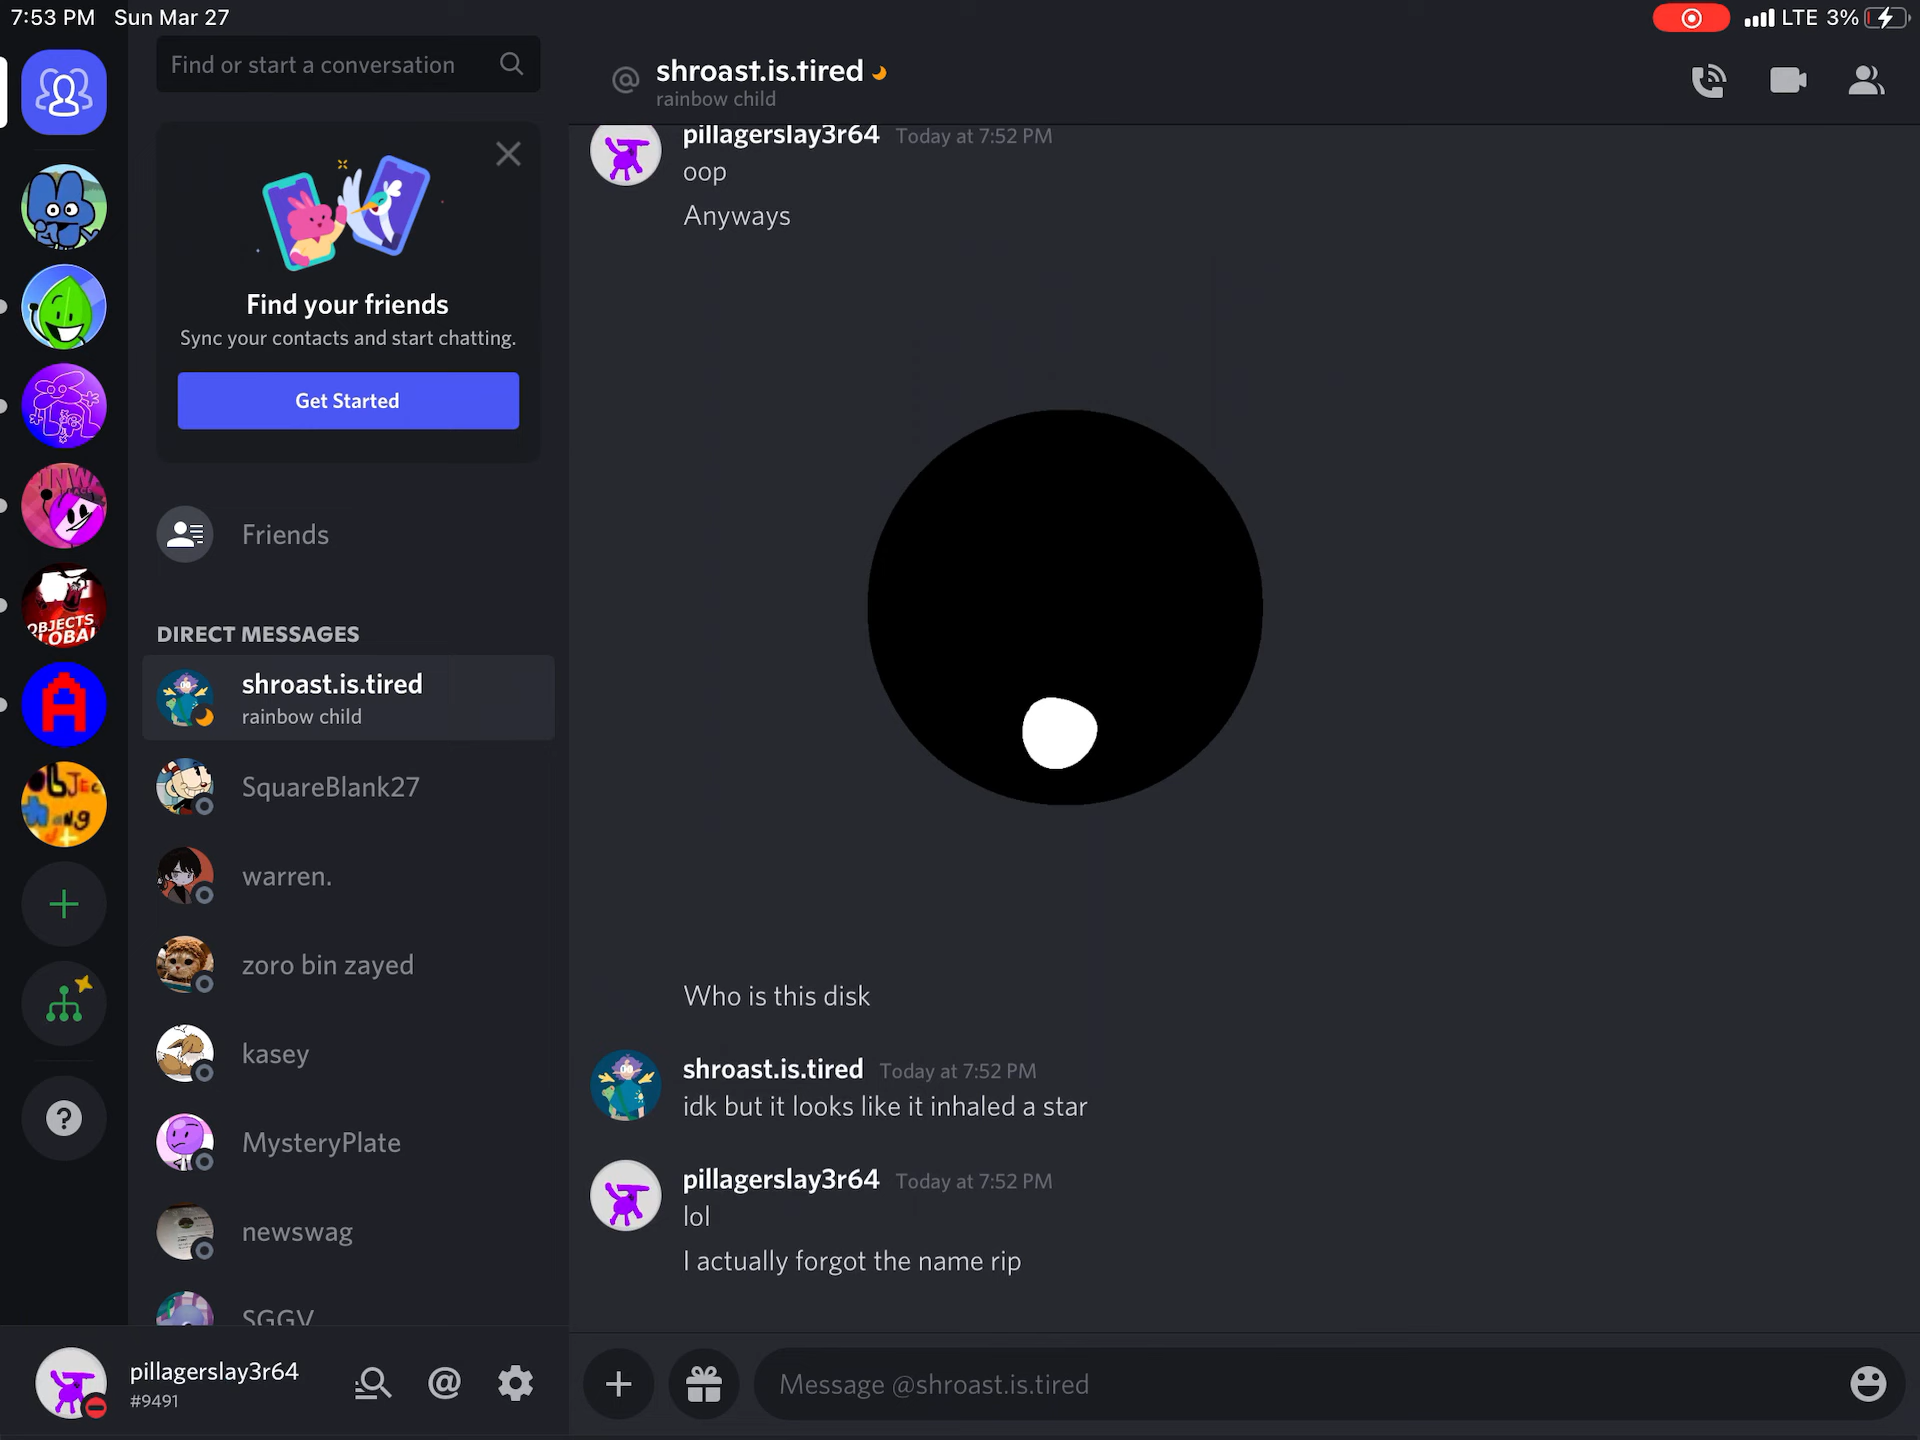 7:53 PM Sun Mar 27
LTE 3%
Find or start a conversation
Find your friends
Sync your contacts and start chatting.
Get Started
Friends
DIRECT MESSAGES
shroast.is.tired
rainbow child
SquareBlank27
warren.
zoro bin zayed
kasey
MysteryPlate
newswag
SGGV
pillagerslay3r64
#9491
OBJECTS
A
shroast.is.tired
rainbow child
pillagerslay3r64 Today at 7:52 PM
oop
Anyways
Who is this disk
shroast.is.tired Today at 7:52 PM
idk but it looks like it inhaled a star
pillagerslay3r64 Today at 7:52 PM
lol
I actually forgot the name rip
Message @shroast.is.tired